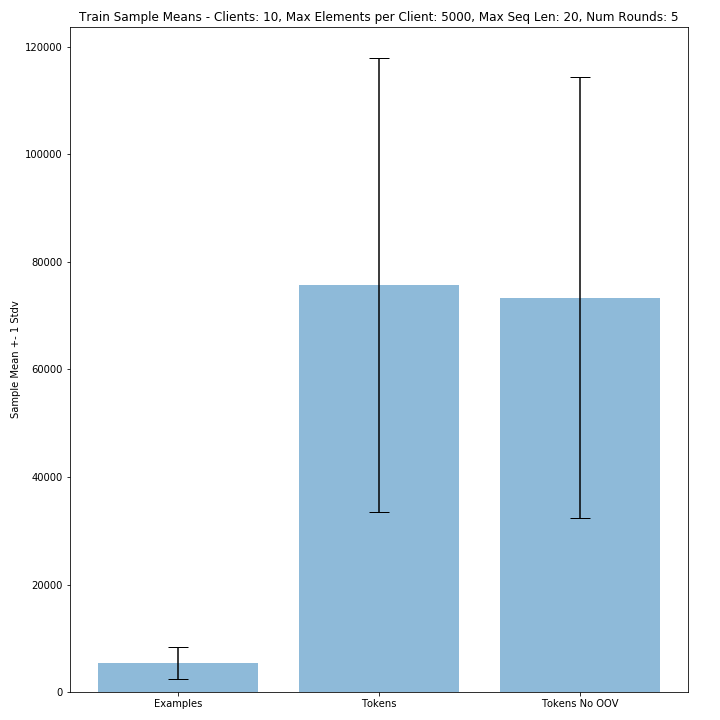 Train Sample Means - Clients: 10, Max Elements per Client: 5000, Max Seq Len: 20, Num Rounds: 5
120000
100000
80000
60000
40000
20000
0
Sample Mean +- 1 Stdv
Examples
Tokens
Tokens No OOV